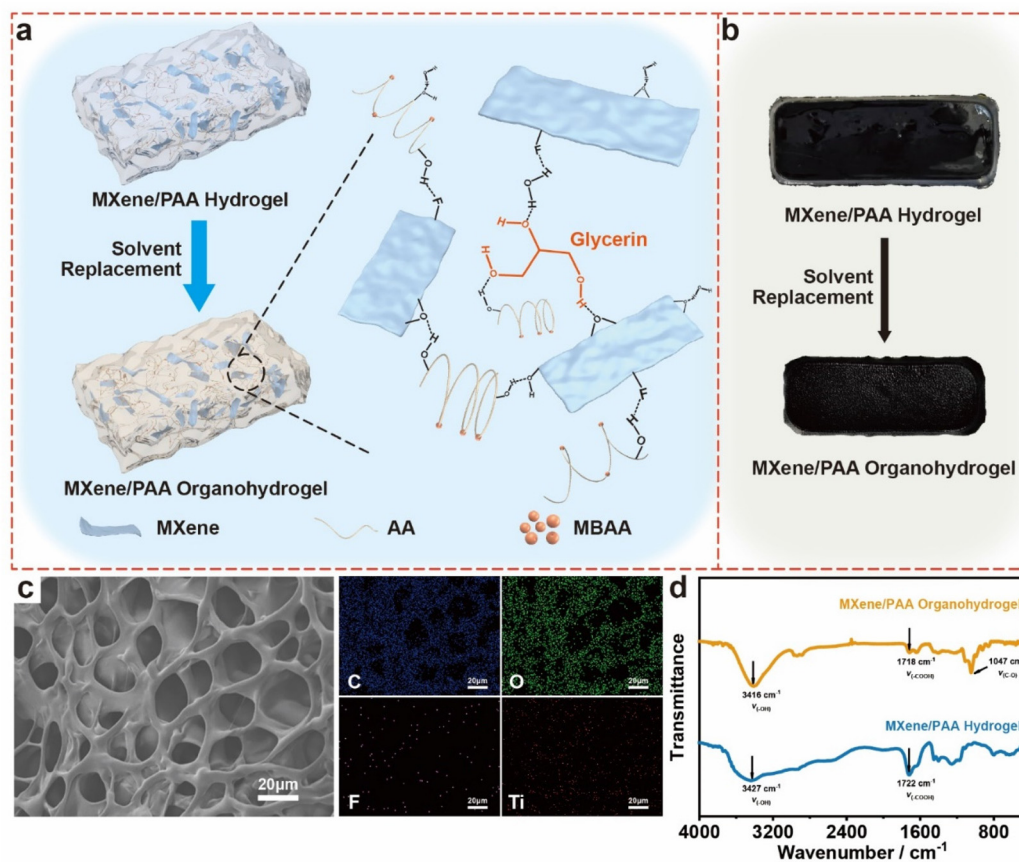 a
MXene/PAA Hydrogel
Solvent
Replacement
MXene/PAA Organohydrogel
Glycerin
H
O
H
O
H
O
H
O
F
H
O
F
H
O
O
H
O
O
H
O
H
F
H
O
MXene
AA
MBAA
b
MXene/PAA Hydrogel
Solvent
Replacement
MXene/PAA Organohydrogel
c
20μm
C
20μm
O
20μm
F
20μm
Ti
20μm
d
Transmittance
MXene/PAA Organohydrogel
3416 cm-1
ν(-OH)
1718 cm-1
ν(-COOH)
1047 cm
ν(C-O)
MXene/PAA Hydrogel
3427 cm-1
ν(-OH)
1722 cm-1
ν(-COOH)
4000 3200 2400 1600 800
Wavenumber / cm-1